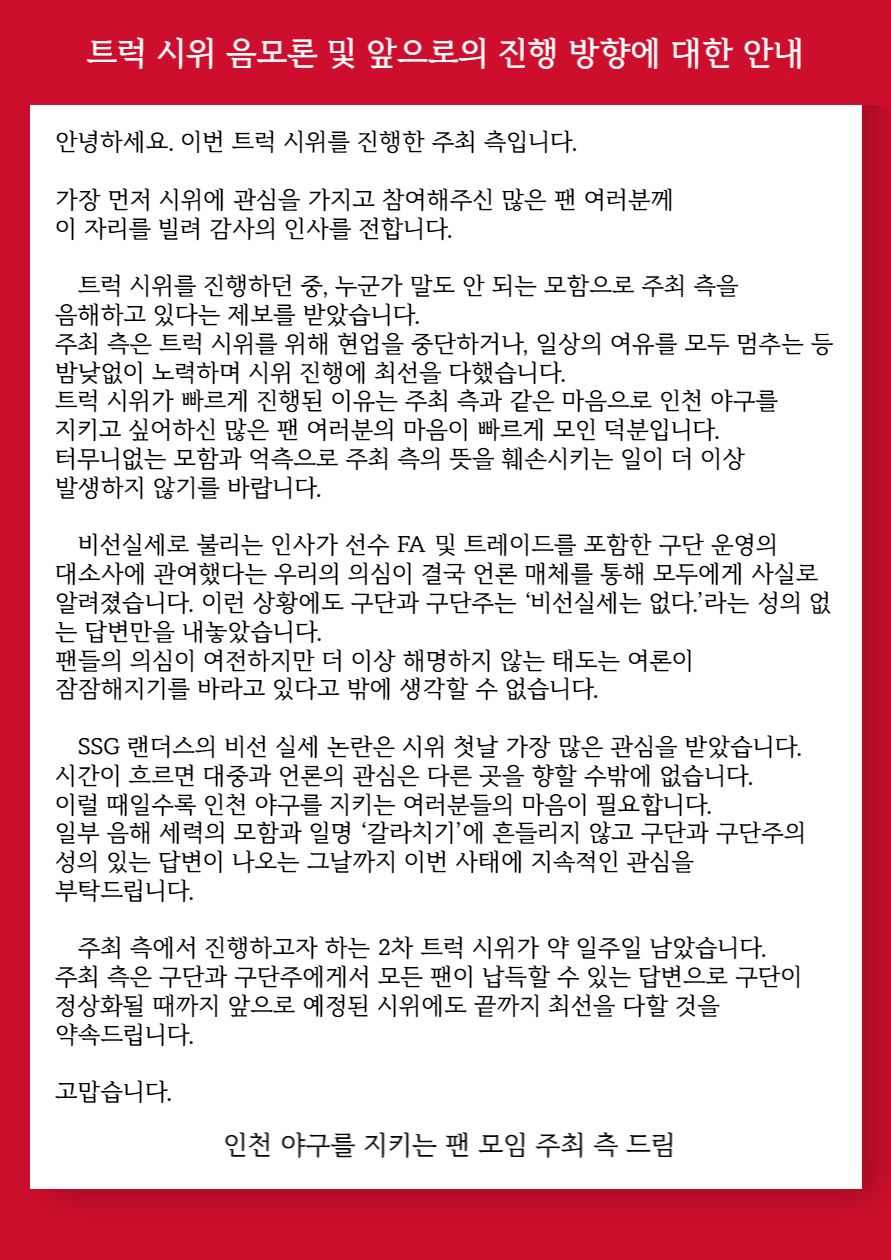 트럭 시위 음모론 및 앞으로의 진행 방향에 대한 안내
안녕하세요. 이번 트럭 시위를 진행한 주최 측입니다.
가장 먼저 시위에 관심을 가지고 참여해주신 많은 팬 여러분께
이 자리를 빌려 감사의 인사를 전합니다.
트럭 시위를 진행하던 중, 누군가 말도 안 되는 모함으로 주최 측을
음해하고 있다는 제보를 받았습니다.
주최 측은 트럭 시위를 위해 현업을 중단하거나, 일상의 여유를 모두 멈추는 등
밤낮없이 노력하며 시위 진행에 최선을 다했습니다.
트럭 시위가 빠르게 진행된 이유는 주최 측과 같은 마음으로 인천 야구를
지키고 싶어하신 많은 팬 여러분의 마음이 빠르게 모인 덕분입니다.
터무니없는 모함과 억측으로 주최 측의 뜻을 훼손시키는 일이 더 이상
발생하지 않기를 바랍니다.
비선실세로 불리는 인사가 선수 FA 및 트레이드를 포함한 구단 운영의
대소사에 관여했다는 우리의 의심이 결국 언론 매체를 통해 모두에게 사실로
알려졌습니다. 이런 상황에도 구단과 구단주는 ‘비선실세는 없다.’라는 성의 없
는 답변만을 내놓았습니다.
팬들의 의심이 여전하지만 더 이상 해명하지 않는 태도는 여론이
잠잠해지기를 바라고 있다고 밖에 생각할 수 없습니다.
SSG 랜더스의 비선 실세 논란은 시위 첫날 가장 많은 관심을 받았습니다.
시간이 흐르면 대중과 언론의 관심은 다른 곳을 향할 수밖에 없습니다.
이럴 때일수록 인천 야구를 지키는 여러분들의 마음이 필요합니다.
일부 음해 세력의 모함과 일명 ‘갈라치기’에 흔들리지 않고 구단과 구단주의
성의 있는 답변이 나오는 그날까지 이번 사태에 지속적인 관심을
부탁드립니다.
주최 측에서 진행하고자 하는 2차 트럭 시위가 약 일주일 남았습니다.
주최 측은 구단과 구단주에게서 모든 팬이 납득할 수 있는 답변으로 구단이
정상화될 때까지 앞으로 예정된 시위에도 끝까지 최선을 다할 것을
약속드립니다.
고맙습니다.
인천 야구를 지키는 팬 모임 주최 측 드림